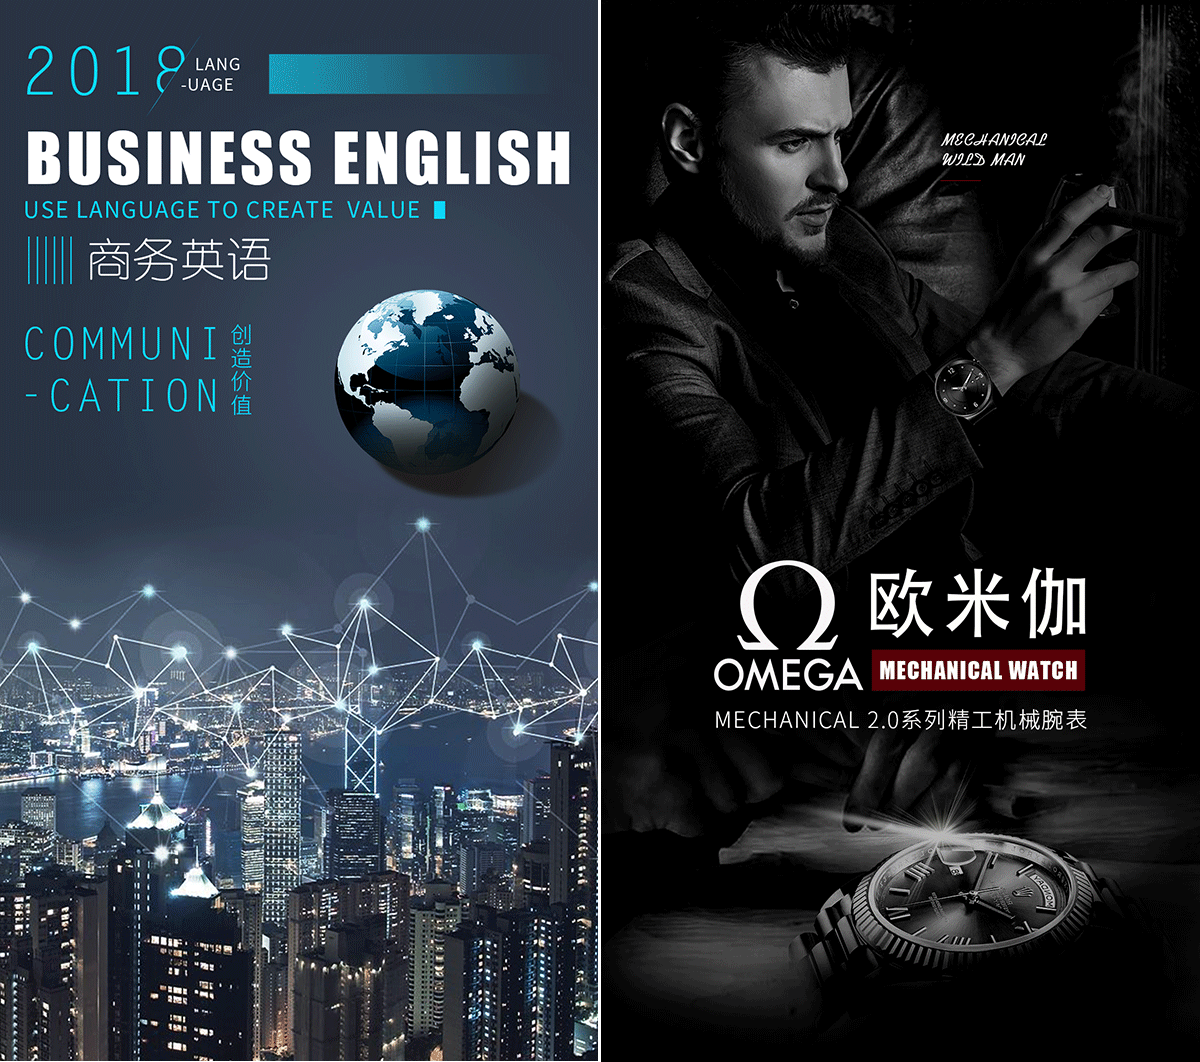 2018
LANG
-UAGE
BUSINESS ENGLISH
USE LANGUAGE TO CREATE VALUE
商务英语
COMMUNI
-CATION
创造价值
MECHANICAL
WILD MAN
Ω
欧米伽
OMEGA
MECHANICAL WATCH
MECHANICAL 2.0系列精工机械腕表